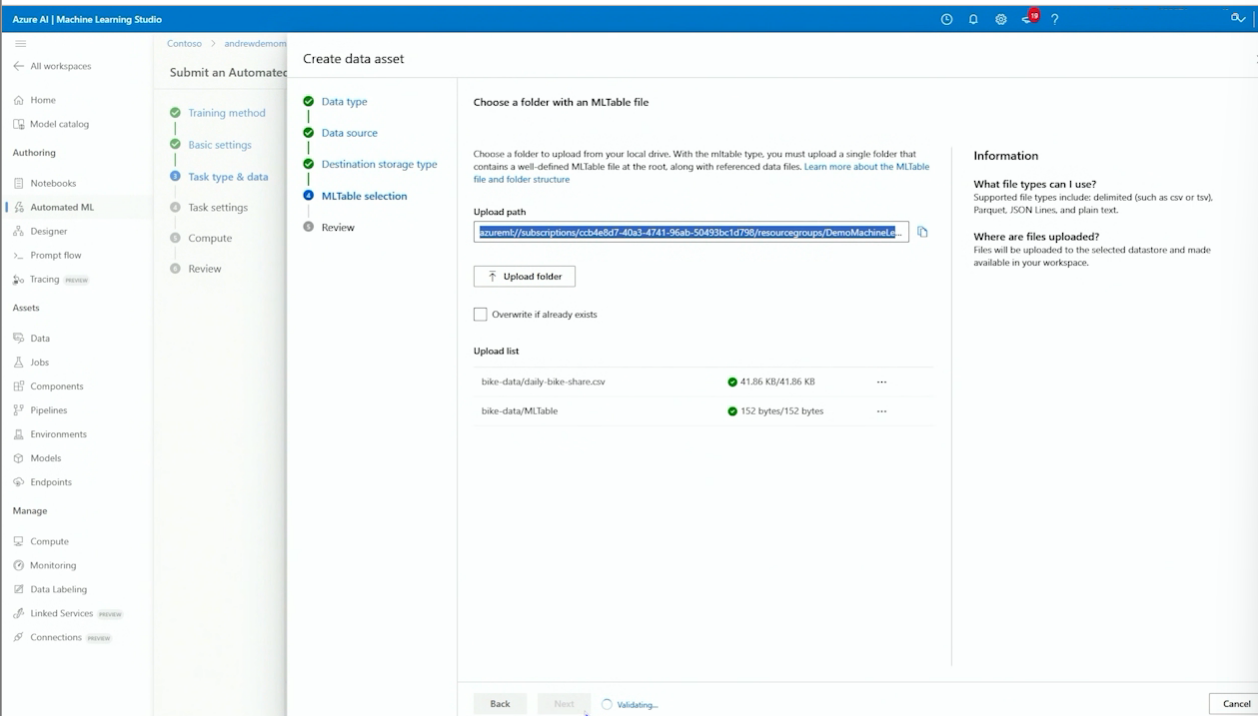 Azure AI | Machine Learning Studio
19
?
All workspaces
Home
Model catalog
Authoring
Notebooks
Automated ML
Designer
Prompt flow
Tracing PREVIEW
Assets
Data
Jobs
Components
Pipelines
Environments
Models
Endpoints
Manage
Compute
Monitoring
Data Labeling
Linked Services PREVIEW
Connections PREVIEW
Contoso > andrewdemom
Submit an Automated
Training method
Basic settings
3 Task type & data
4 Task settings
5 Compute
6 Review
Create data asset
Data type
Data source
Destination storage type
4 MLTable selection
5 Review
Choose a folder with an MLTable file
Choose a folder to upload from your local drive. With the mltable type, you must upload a single folder that
contains a well-defined MLTable file at the root, along with referenced data files. Learn more about the MLTable
file and folder structure
Upload path
azureml://subscriptions/ccb4e8d7-40a3-4741-96ab-50493bc1d798/resourcegroups/DemoMachineLe...
Upload folder
Overwrite if already exists
Upload list
bike-data/daily-bike-share.csv 41.86 KB/41.86 KB ...
bike-data/MLTable 152 bytes/152 bytes ...
Information
What file types can I use?
Supported file types include: delimited (such as csv or tsv),
Parquet, JSON Lines, and plain text.
Where are files uploaded?
Files will be uploaded to the selected datastore and made
available in your workspace.
Back
Next
Validating...
Cancel